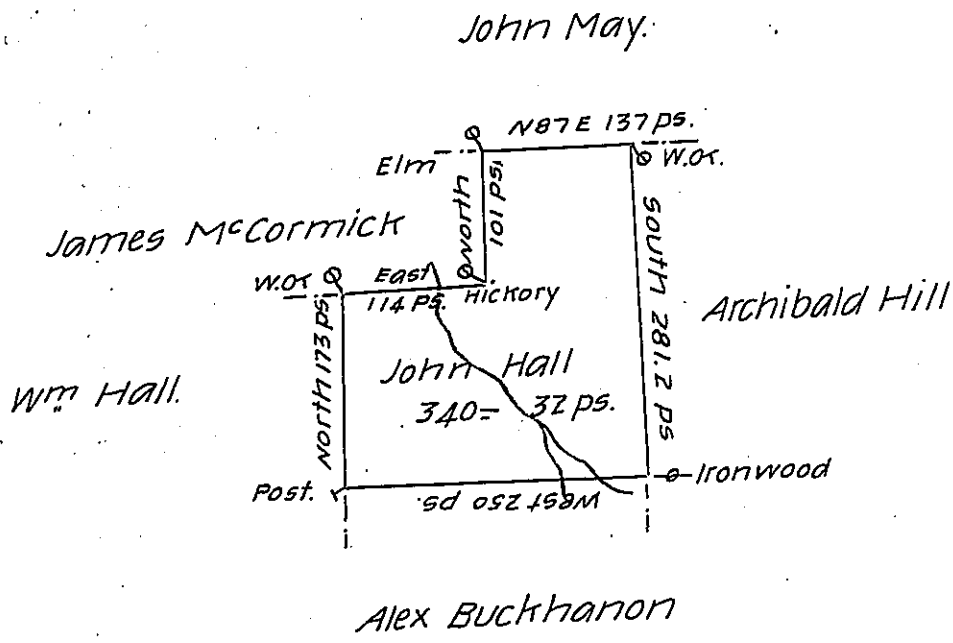 John May.
N87E 137 ps.
Elm
W.OK.
North
101 ps
James McCormick
W.OK
East
114 ps.
Hickory
South 281.2 ps
Archibald Hill
North 173 ps
Wm Hall.
John Hall
340= 32 ps.
Post.
Ironwood
West 250 ps.
Alex Buckhanon